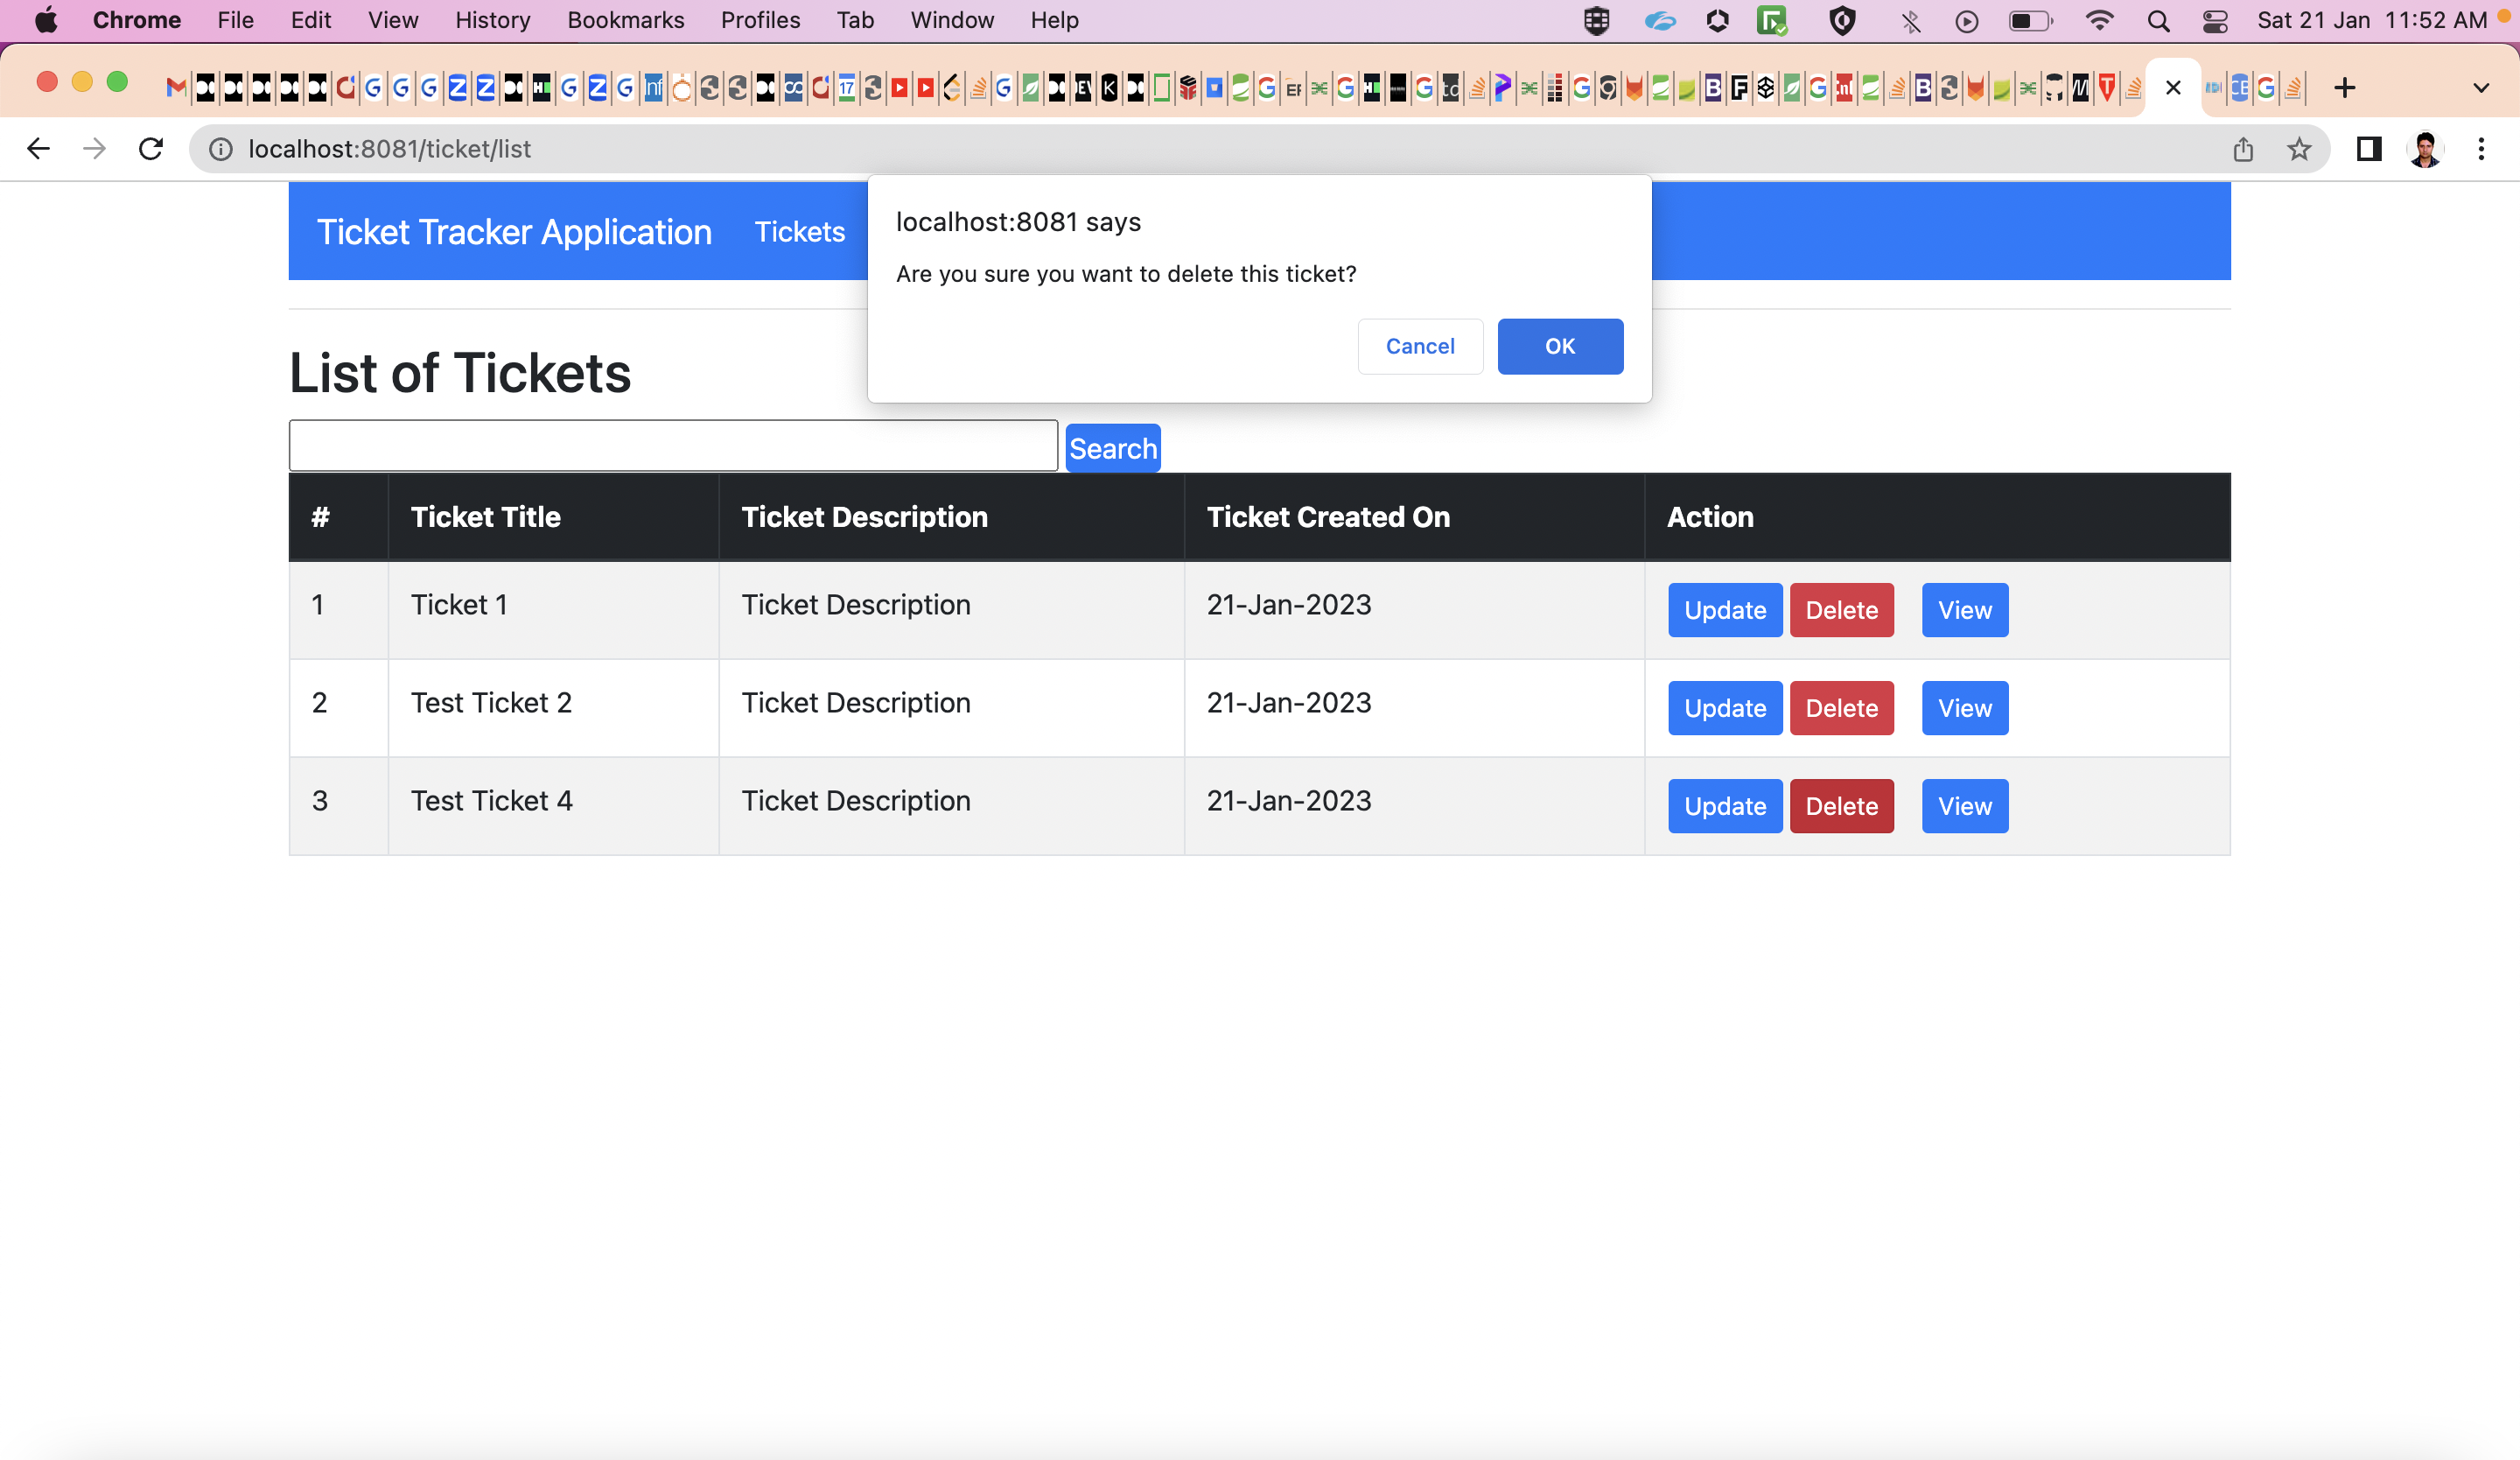 Chrome File Edit View History Bookmarks Profiles Tab Window Help Sat 21 Jan 11:52 AM
localhost:8081/ticket/list
Ticket Tracker Application Tickets
localhost:8081 says
Are you sure you want to delete this ticket?
Cancel OK
List of Tickets
Search
# Ticket Title Ticket Description Ticket Created On Action
1 Ticket 1 Ticket Description 21-Jan-2023 Update Delete View
2 Test Ticket 2 Ticket Description 21-Jan-2023 Update Delete View
3 Test Ticket 4 Ticket Description 21-Jan-2023 Update Delete View